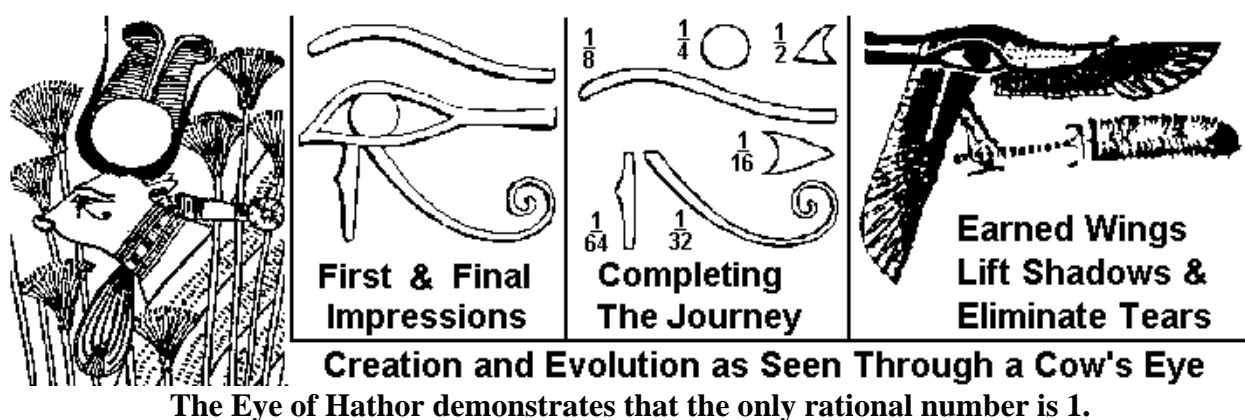 1/8
1/4
1/2
1/16
1/64
1/32
First & Final
Impressions
Completing
The Journey
Earned Wings
Lift Shadows &
Eliminate Tears
Creation and Evolution as Seen Through a Cow's Eye
The Eye of Hathor demonstrates that the only rational number is 1.